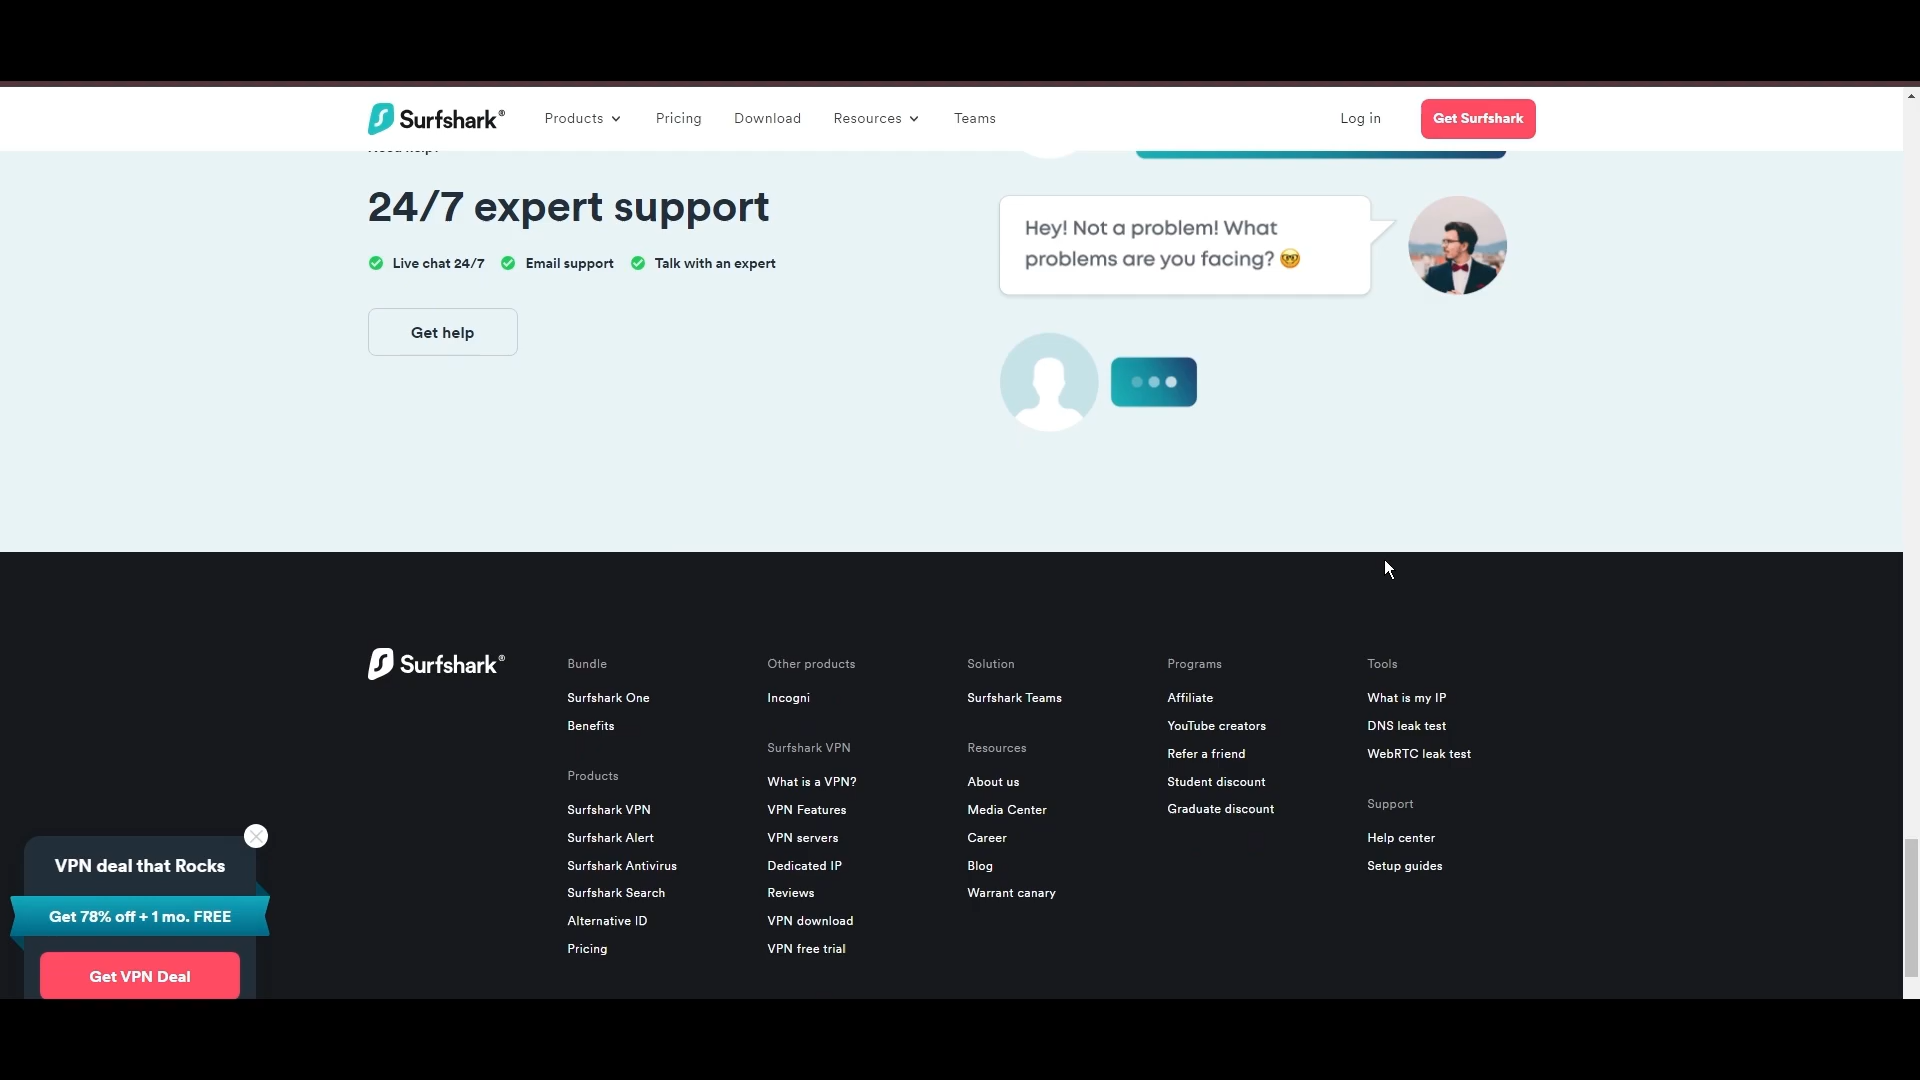 Surfshark®
Products
Pricing
Download
Resources
Teams
Log in
Get Surfshark
24/7 expert support
Live chat 24/7
Email support
Talk with an expert
Get help
Hey! Not a problem! What
problems are you facing? 🤓
Surfshark®
Bundle
Surfshark One
Benefits
Products
Surfshark VPN
Surfshark Alert
Surfshark Antivirus
Surfshark Search
Alternative ID
Pricing
Other products
Incogni
Surfshark VPN
What is a VPN?
VPN Features
VPN servers
Dedicated IP
Reviews
VPN download
VPN free trial
Solution
Surfshark Teams
Resources
About us
Media Center
Career
Blog
Warrant canary
Programs
Affiliate
YouTube creators
Refer a friend
Student discount
Graduate discount
Tools
What is my IP
DNS leak test
WebRTC leak test
Support
Help center
Setup guides
VPN deal that Rocks
Get 78% off + 1 mo. FREE
Get VPN Deal